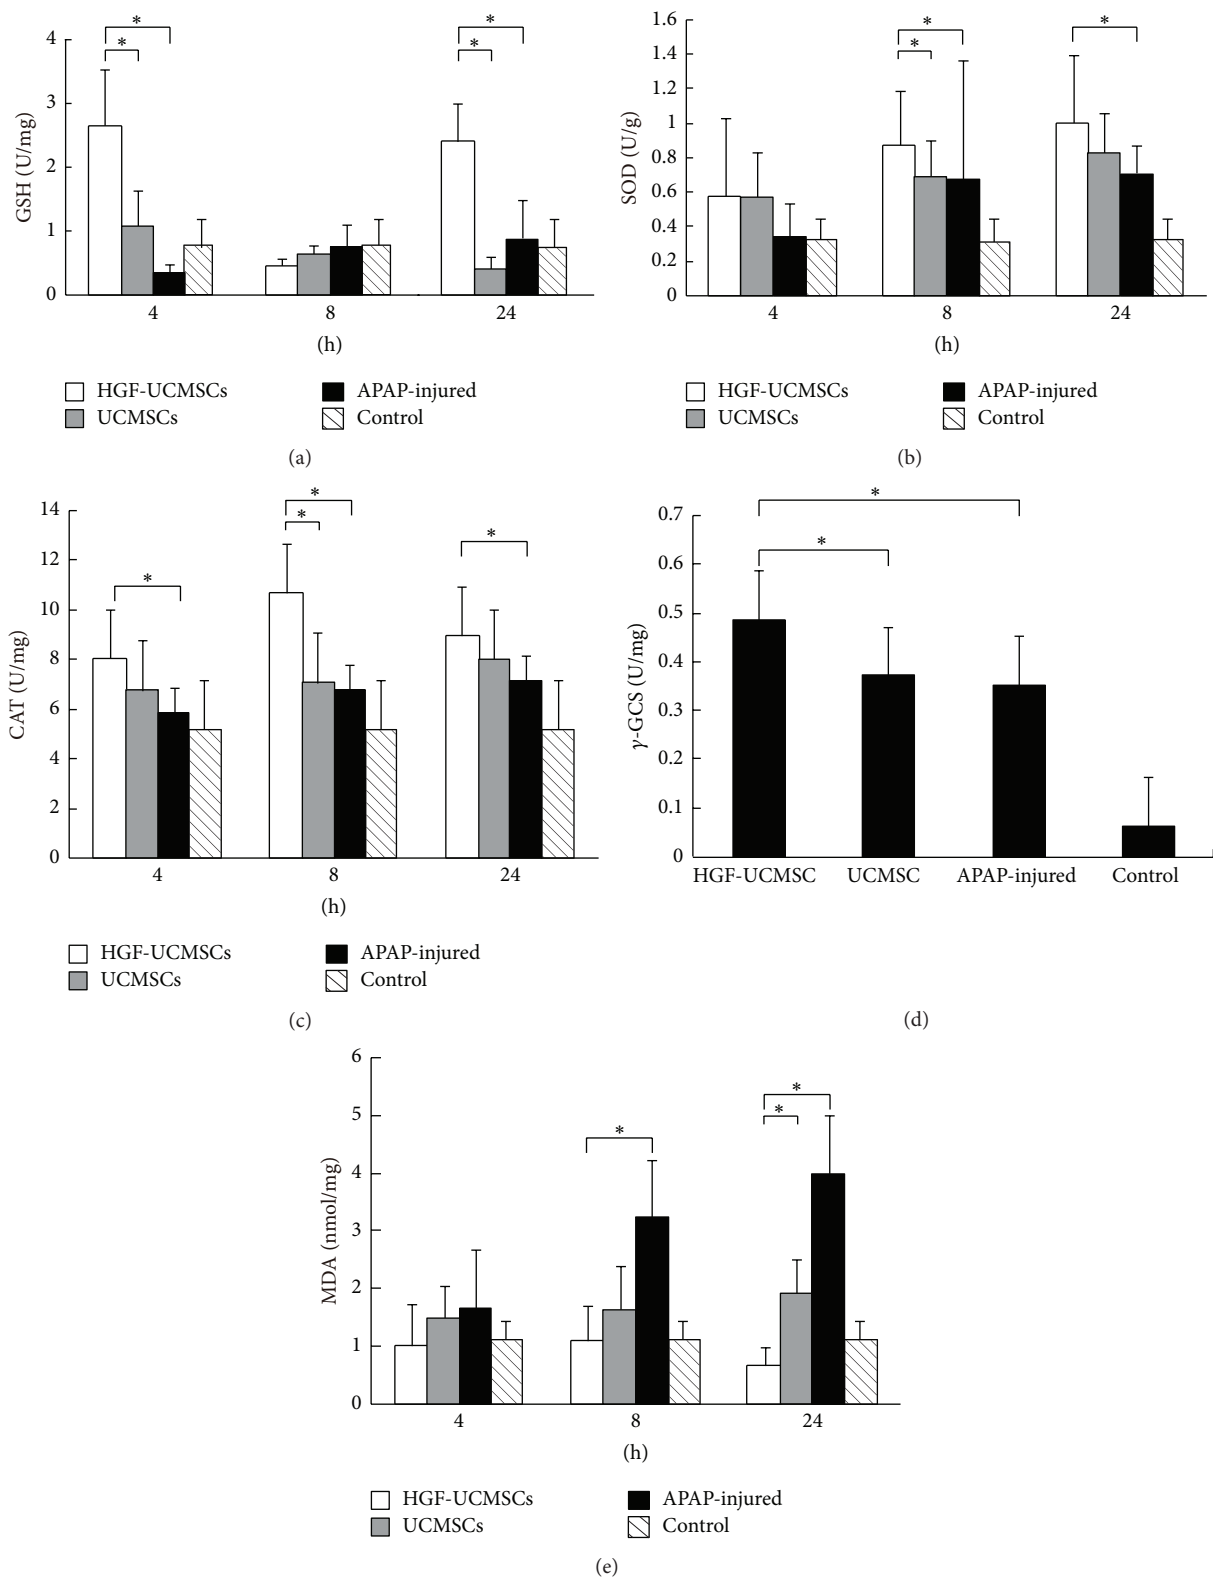 * *
* *
4
3
2
1
0
GSH (U/mg)
4 8 24
(h)
HGF-UCMSCs APAP-injured
UCMSCs Control
(a)
* *
*
1.6
1.4
1.2
1
0.8
0.6
0.4
0.2
0
SOD (U/g)
4 8 24
(h)
HGF-UCMSCs APAP-injured
UCMSCs Control
(b)
*
*
*
*
14
12
10
8
6
4
2
0
CAT (U/mg)
4 8 24
(h)
HGF-UCMSCs APAP-injured
UCMSCs Control
(c)
*
*
0.7
0.6
0.5
0.4
0.3
0.2
0.1
0
γ-GCS (U/mg)
HGF-UCMSC UCMSC APAP-injured Control
(d)
*
*
*
6
5
4
3
2
1
0
MDA (nmol/mg)
4 8 24
(h)
HGF-UCMSCs APAP-injured
UCMSCs Control
(e)